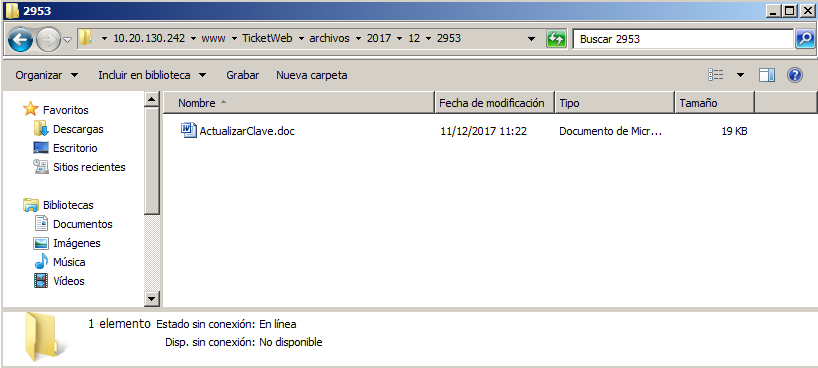 2953
10.20.130.242 www TicketWeb archivos 2017 12 2953 Buscar 2953
Organizar Incluir en biblioteca Grabar Nueva carpeta
Favoritos
Descargas
Escritorio
Sitios recientes
Bibliotecas
Documentos
Imágenes
Música
Vídeos
Nombre Fecha de modificación Tipo Tamaño
ActualizarClave.doc 11/12/2017 11:22 Documento de Micr... 19 KB
1 elemento Estado sin conexión: En línea
Disp. sin conexión: No disponible